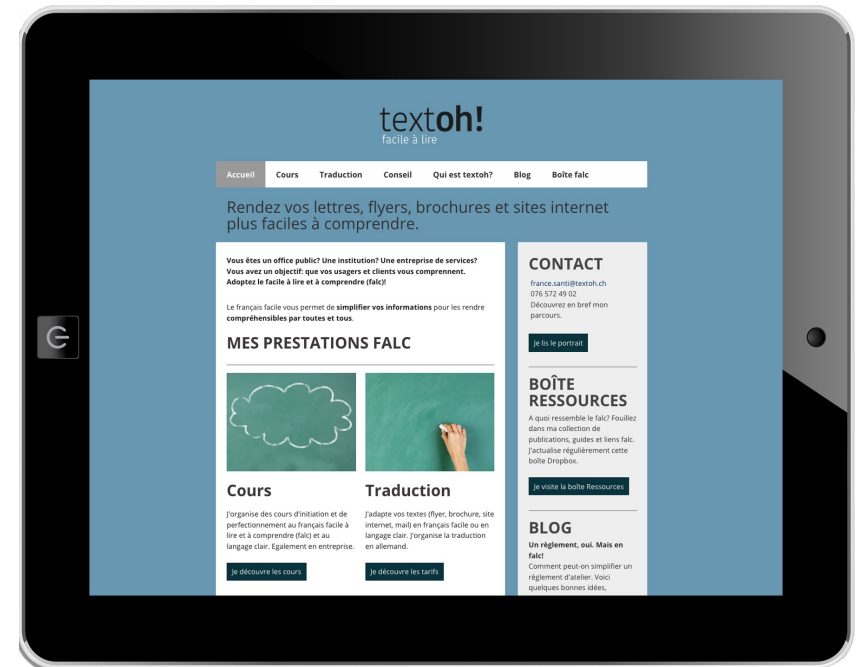 textoh!
facile à lire
Accueil Cours Traduction Conseil Qui est textoh? Blog Boîte falc
Rendez vos lettres, flyers, brochures et sites internet
plus faciles à comprendre.
Vous êtes un office public? Une institution? Une entreprise de services?
Vous avez un objectif: que vos usagers et clients vous comprennent.
Adoptez le facile à lire et à comprendre (falc)!
Le français facile vous permet de simplifier vos informations pour les rendre
compréhensibles par toutes et tous.
MES PRESTATIONS FALC
Cours
J'organise des cours d'initiation et de
perfectionnement au français facile à
lire et à comprendre (falc) et au
langage clair. Egalement en entreprise.
Je découvre les cours
Traduction
J'adapte vos textes (flyer, brochure, site
internet, mail) en français facile ou en
langage clair. J'organise la traduction
en allemand.
Je découvre les tarifs
CONTACT
france.santi@textoh.ch
076 572 49 02
Découvrez en bref mon
parcours.
Je lis le portrait
BOÎTE
RESSOURCES
A quoi ressemble le falc? Fouillez
dans ma collection de
publications, guides et liens falc.
J'actualise régulièrement cette
boîte Dropbox.
Je visite la boîte Ressources
BLOG
Un règlement, oui. Mais en
falc!
Comment peut-on simplifier un
règlement d'atelier. Voici
quelques bonnes idées,